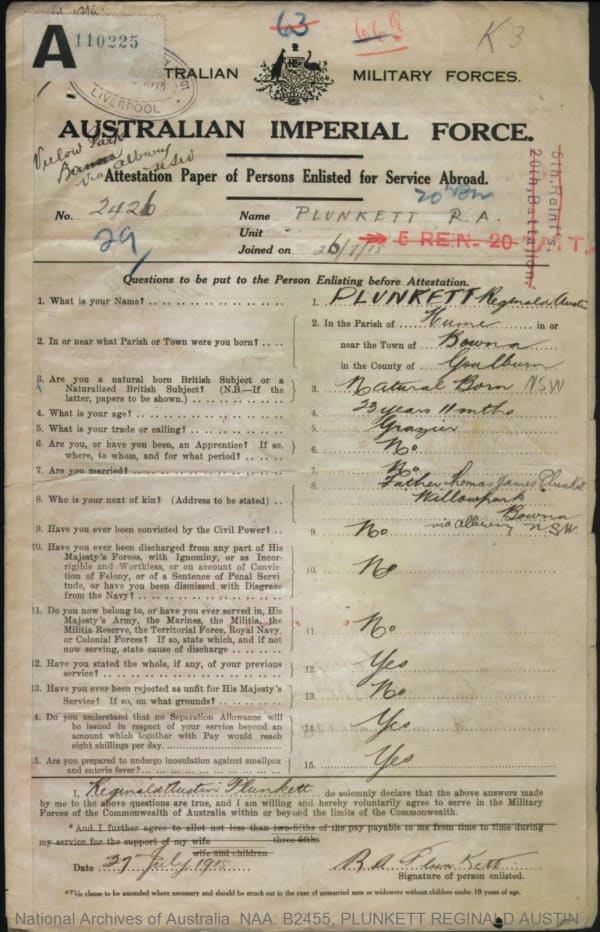 A 110225
63
668
K3
LIVERPOOL
AUSTRALIAN MILITARY FORCES.
AUSTRALIAN IMPERIAL FORCE.
via Albury
Attestation Paper of Persons Enlisted for Service Abroad.
5th. Reinf's.
20th. Battalion.
20th Bn
No. 2426 Name PLUNKETT R.A.
29 Unit 5 REN. 20
Joined on 26/7/15
Questions to be put to the Person Enlisting before Attestation.
1. What is your Name? 1. PLUNKETT Reginald Austin
2. In or near what Parish or Town were you born? 2. In the Parish of Hume in or
near the Town of Bowna
in the County of Goulburn
3. Are you a natural born British Subject or a
Naturalized British Subject? (N.B.—If the
latter, papers to be shown.) 3. Natural Born NSW
4. What is your age? 4. 23 years 11 months
5. What is your trade or calling? 5. Grazier
6. Are you, or have you been, an Apprentice? If so,
where, to whom, and for what period? 6. No
7. Are you married? 7. No
8. Who is your next of kin? (Address to be stated) 8. Father Thomas James Plunkett
Willowpark
Bowna
via Albury NSW.
9. Have you ever been convicted by the Civil Power? 9. No
10. Have you ever been discharged from any part of His
Majesty's Forces, with Ignominy, or as Incor-
rigible and Worthless, or on account of Convic-
tion of Felony, or of a Sentence of Penal Servi
tude, or have you been dismissed with Disgrace
from the Navy? 10. No
11. Do you now belong to, or have you ever served in, His
Majesty's Army, the Marines, the Militia, the
Militia Reserve, the Territorial Force, Royal Navy,
or Colonial Forces? If so, state which, and if not
now serving, state cause of discharge 11. No
12. Have you stated the whole, if any, of your previous
service? 12. Yes
13. Have you ever been rejected as unfit for His Majesty's
Service? If so, on what grounds? 13. No
4. Do you understand that no Separation Allowance will
be issued in respect of your service beyond an
amount which together with Pay would reach
eight shillings per day. 14. Yes
5. Are you prepared to undergo inoculation against smallpox
and enteric fever? 15. Yes
I, Reginald Austin Plunkett do solemnly declare that the above answers made
by me to the above questions are true, and I am willing and hereby voluntarily agree to serve in the Military
Forces of the Commonwealth of Australia within or beyond the limits of the Commonwealth.
*And I further agree to allot not less than two-fifths of the pay payable to me from time to time during
three-fifths
my service for the support of my wife
wife and children
Date 27th July 1915 R. A. Plunkett
Signature of person enlisted.
*This clause to be amended where necessary and should be struck out in the case of unmarried men or widowers without children under 18 years of age.
National Archives of Australia NAA: B2455, PLUNKETT REGINALD AUSTIN